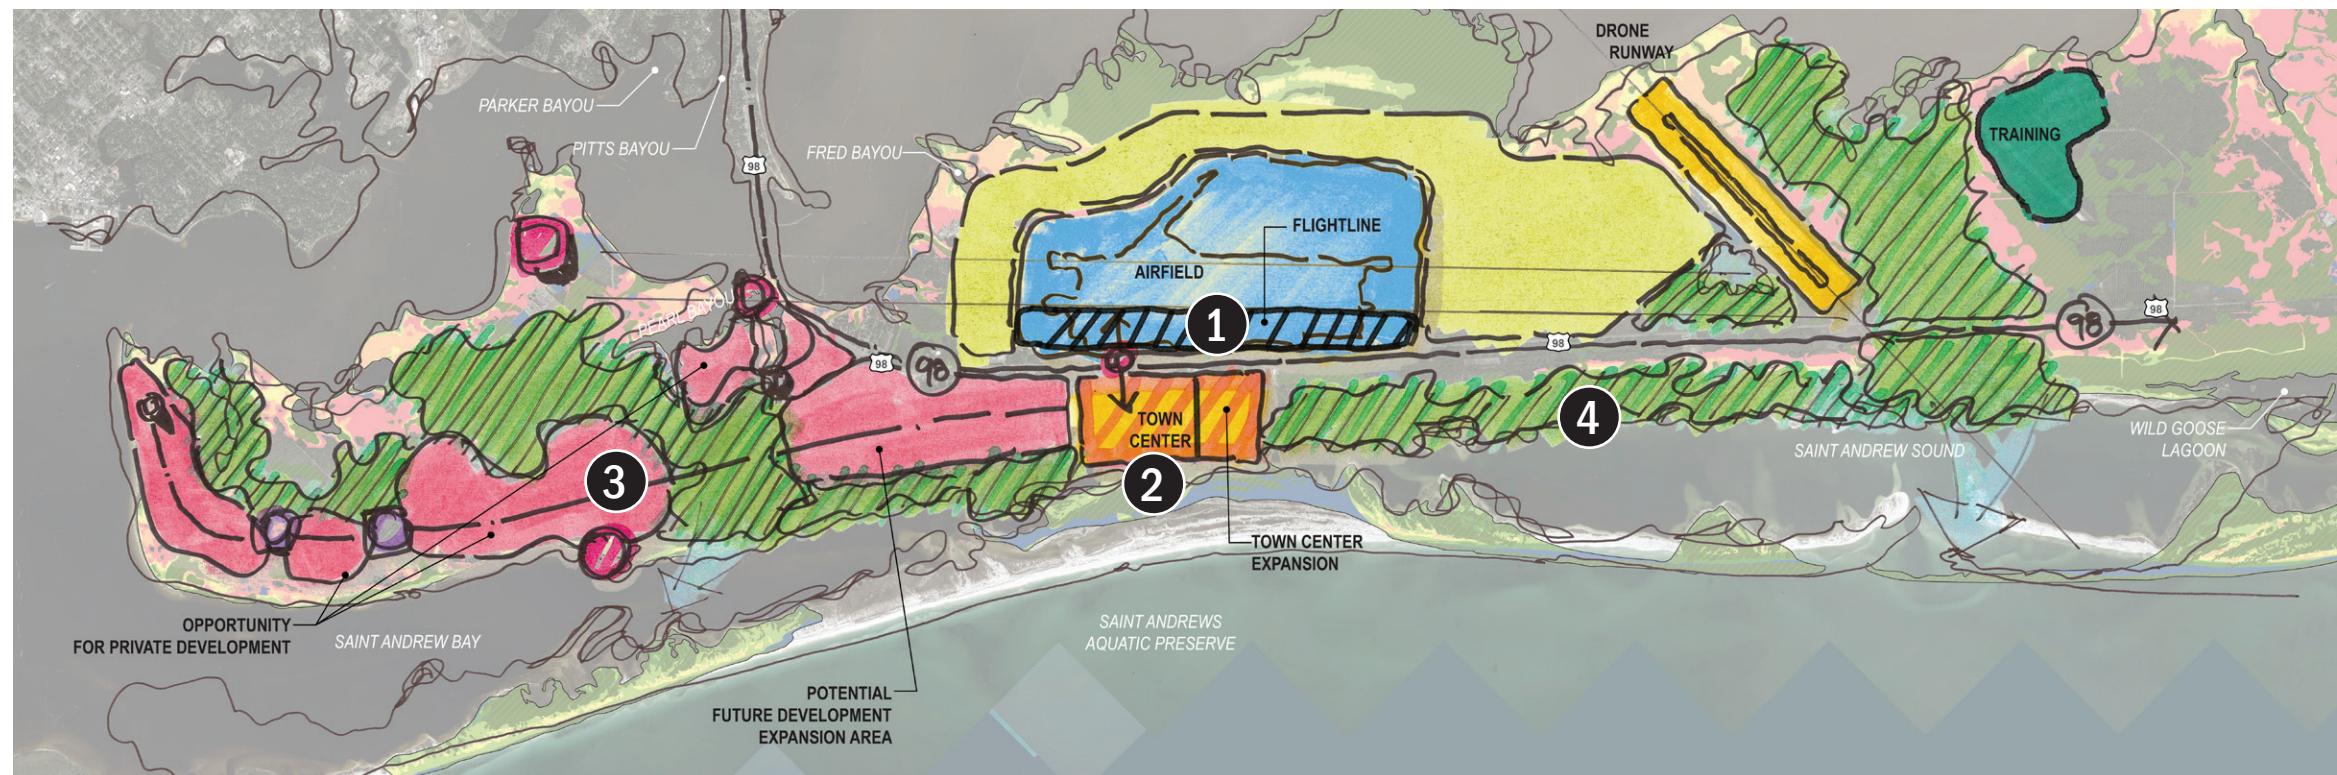 DRONE
RUNWAY
PARKER BAYOU
PITTS BAYOU
FRED BAYOU
98
TRAINING
FLIGHTLINE
AIRFIELD
PEARL BAYOU
1
98
98
98
98
98
TOWN
CENTER
2
3
4
WILD GOOSE
LAGOON
SAINT ANDREW SOUND
TOWN CENTER
EXPANSION
OPPORTUNITY
FOR PRIVATE DEVELOPMENT
SAINT ANDREW BAY
SAINT ANDREWS
AQUATIC PRESERVE
POTENTIAL
FUTURE DEVELOPMENT
EXPANSION AREA